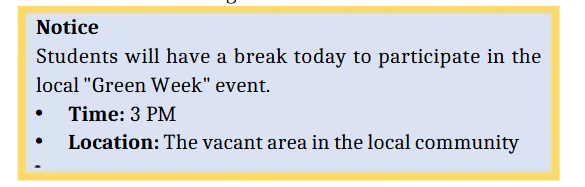 Notice
Students will have a break today to participate in the
local "Green Week" event.
• Time: 3 PM
• Location: The vacant area in the local community